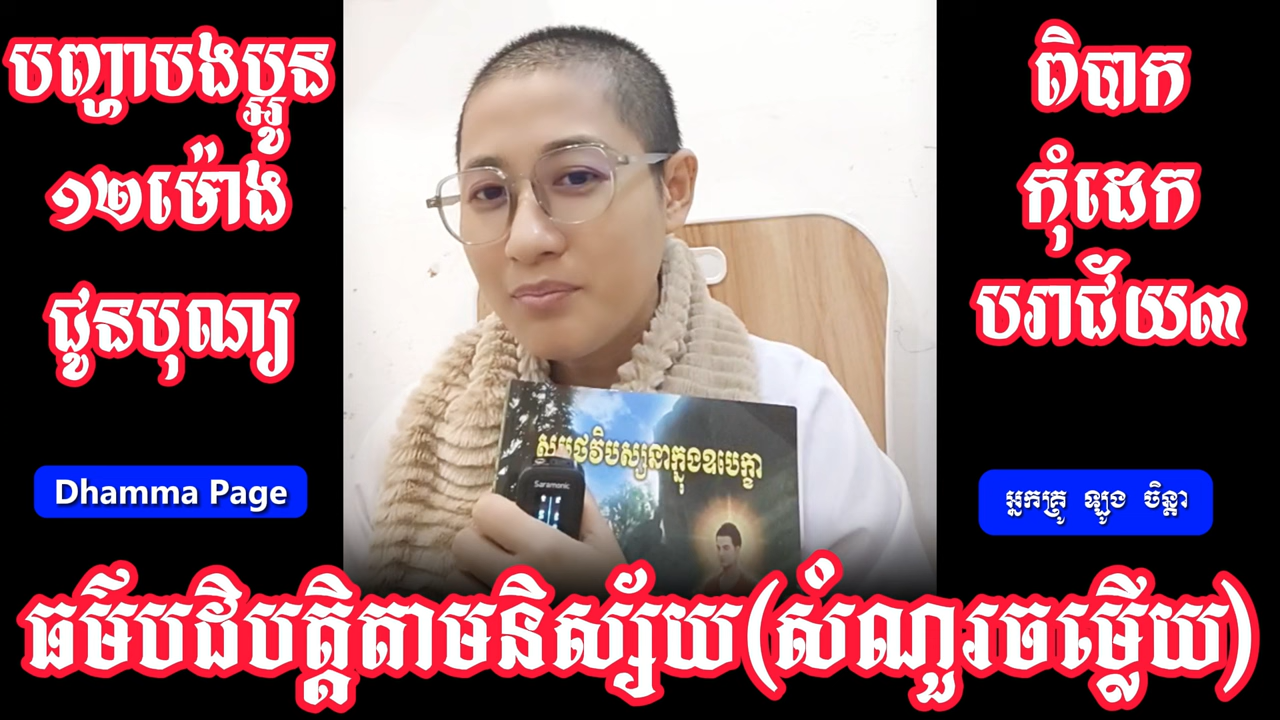 បញ្ហាបងប្អូន
១២ម៉ោង
ជូនបុណ្យ
Dhamma Page
ពិបាក
កុំដេក
បរាជ័យ៣
អ្នកគ្រូ ឡុង ចិន្តា
សមថវិបស្សនាក្នុងឧបេក្ខា
Saramonic
ធម៌បដិបត្តិតាមនិស្ស័យ(សំណួរចម្លើយ)